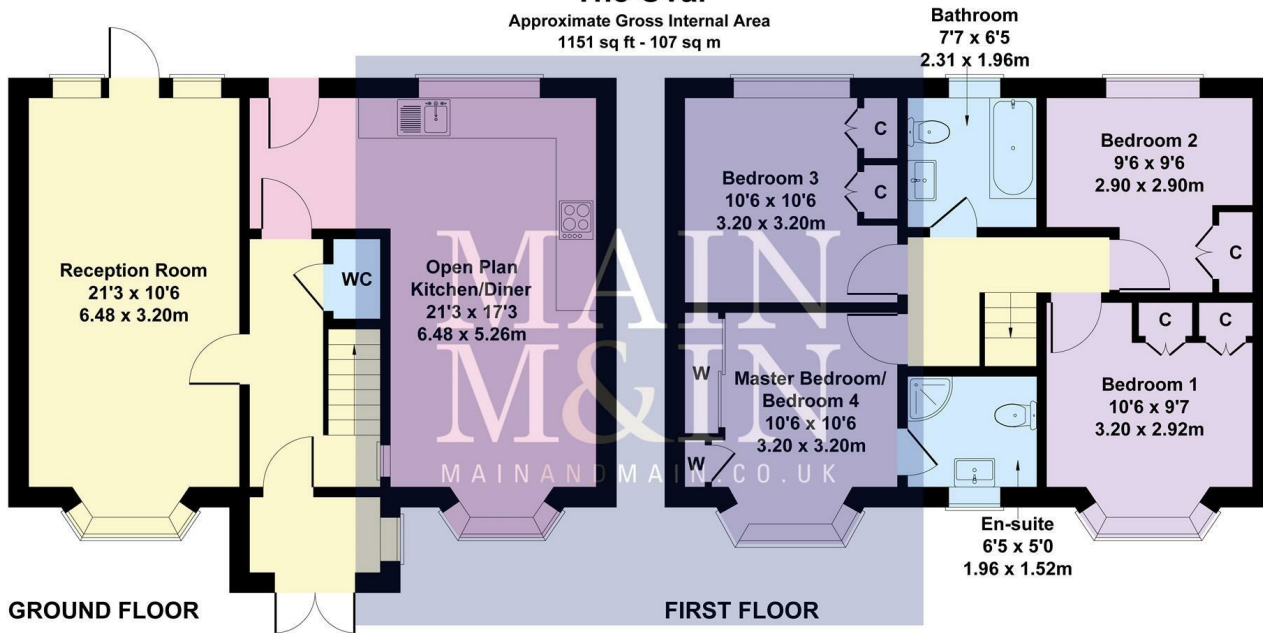 Approximate Gross Internal Area
1151 sq ft - 107 sq m
Bathroom
7'7 x 6'5
2.31 x 1.96m
Reception Room
21'3 x 10'6
6.48 x 3.20m
WC
Open Plan
Kitchen/Diner
21'3 x 17'3
6.48 x 5.26m
Bedroom 3
10'6 x 10'6
3.20 x 3.20m
C
C
Bedroom 2
9'6 x 9'6
2.90 x 2.90m
C
W
W
Master Bedroom/
Bedroom 4
10'6 x 10'6
3.20 x 3.20m
C
C
Bedroom 1
10'6 x 9'7
3.20 x 2.92m
En-suite
6'5 x 5'0
1.96 x 1.52m
MAIN
&MAIN
MAINANDMAIN.CO.UK
GROUND FLOOR
FIRST FLOOR